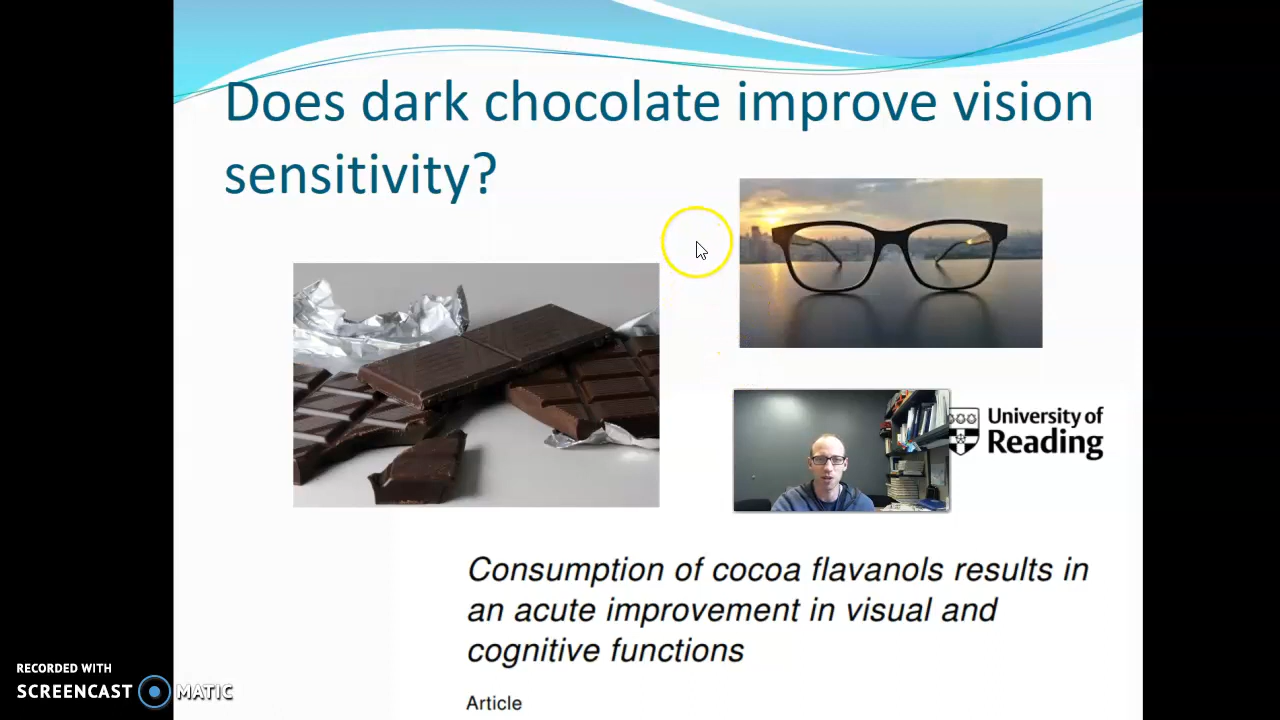 Does dark chocolate improve vision
sensitivity?
University of
Reading
Consumption of cocoa flavanols results in
an acute improvement in visual and
cognitive functions
Article
RECORDED WITH
SCREENCAST MATIC